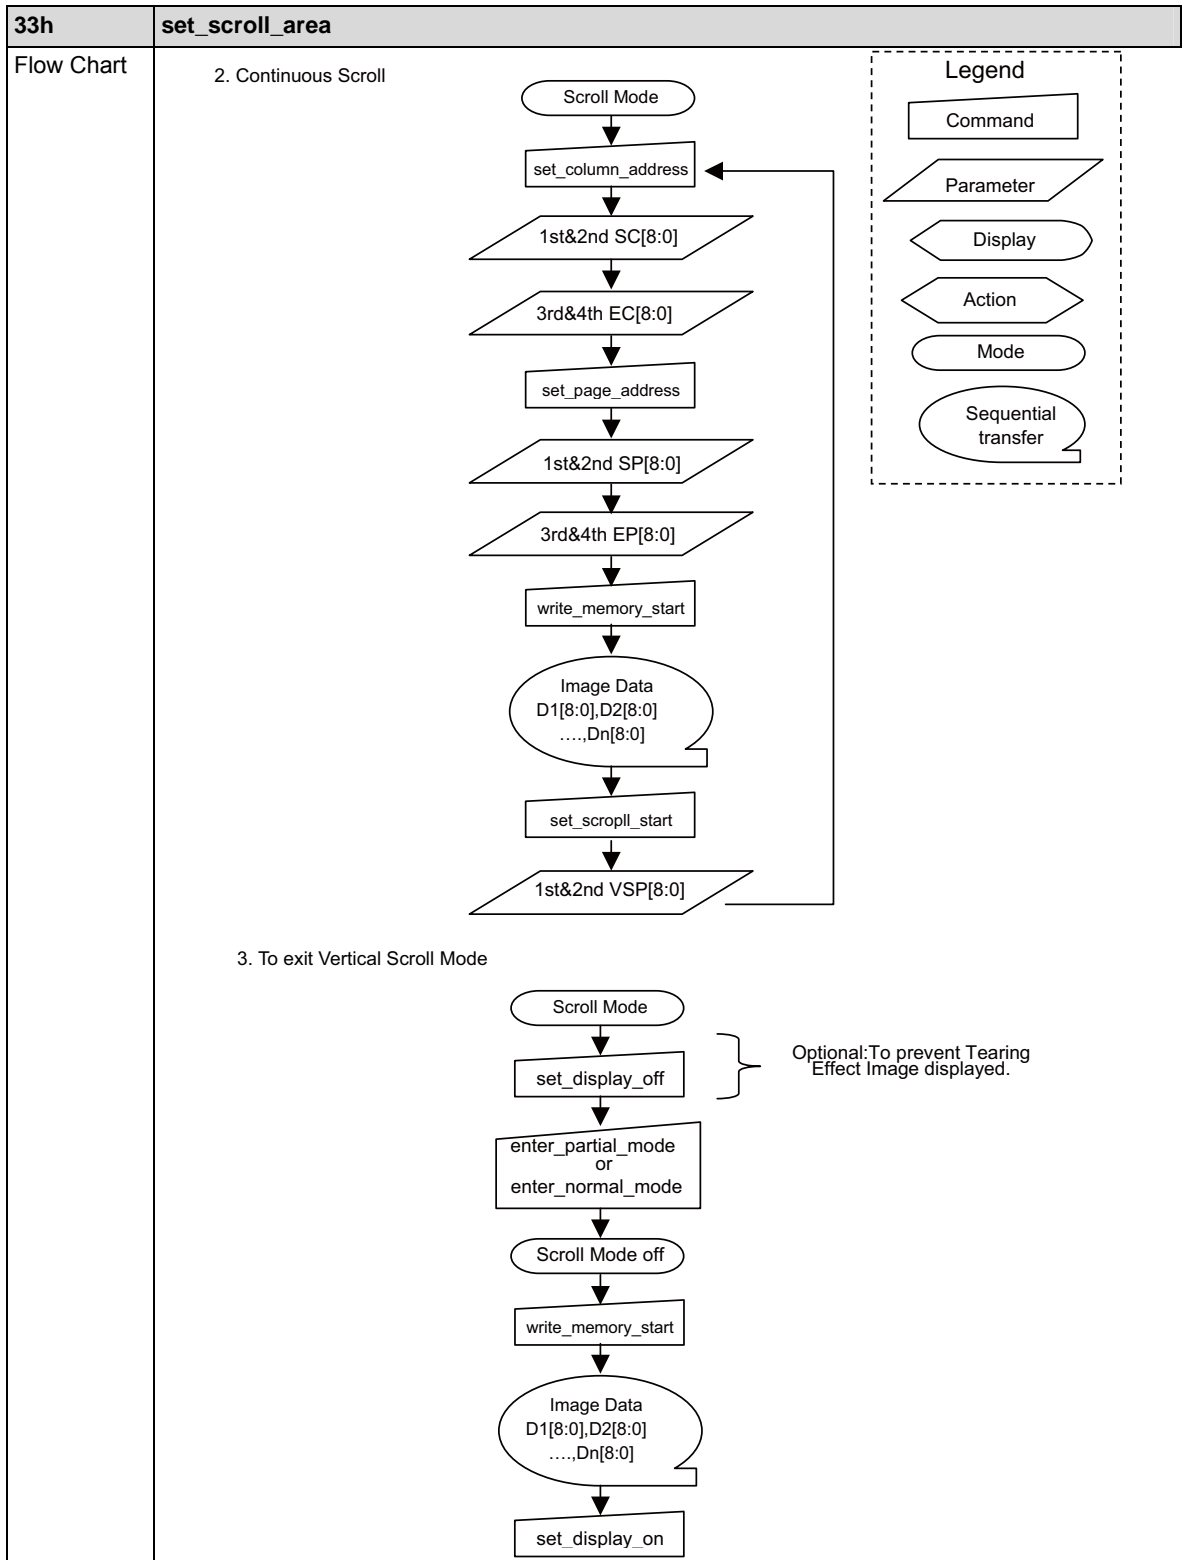 33h set_scroll_area
Flow Chart
2. Continuous Scroll
Scroll Mode
set_column_address
1st&2nd SC[8:0]
3rd&4th EC[8:0]
set_page_address
1st&2nd SP[8:0]
3rd&4th EP[8:0]
write_memory_start
Image Data
D1[8:0],D2[8:0]
....,Dn[8:0]
set_scropll_start
1st&2nd VSP[8:0]
Legend
Command
Parameter
Display
Action
Mode
Sequential
transfer
3. To exit Vertical Scroll Mode
Scroll Mode
set_display_off
Optional:To prevent Tearing
Effect Image displayed.
enter_partial_mode
or
enter_normal_mode
Scroll Mode off
write_memory_start
Image Data
D1[8:0],D2[8:0]
....,Dn[8:0]
set_display_on